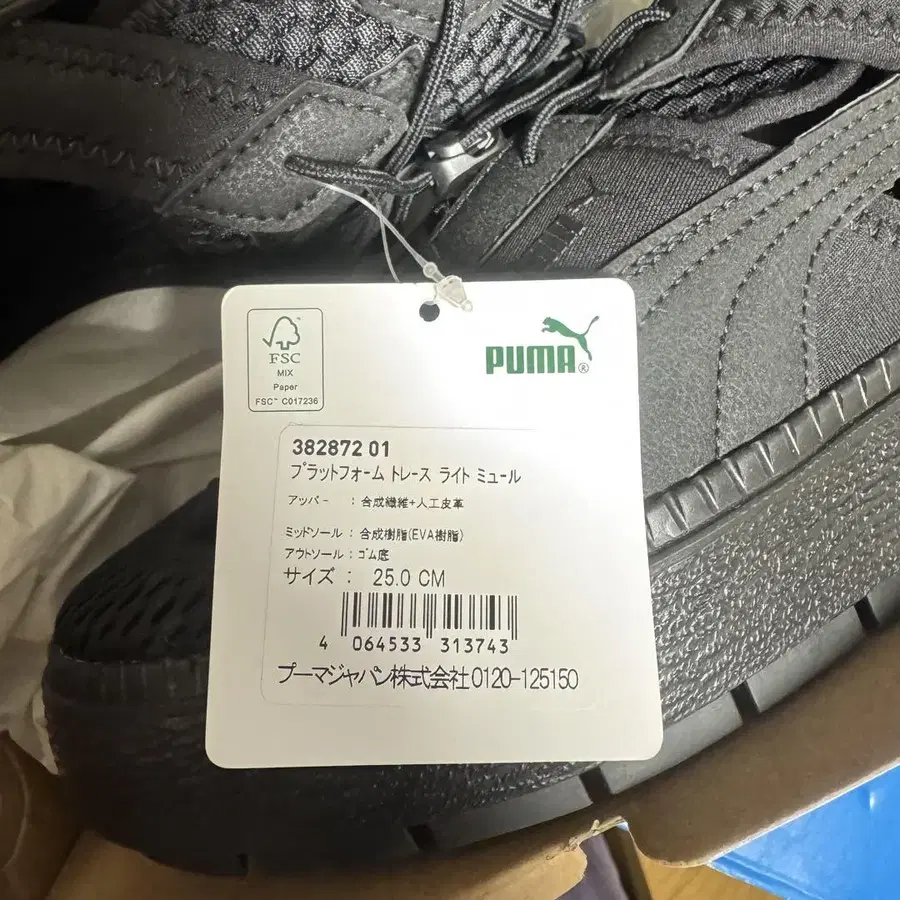 FSC
MIX
Paper
FSC™ C017236
PUMA®
382872 01
プラットフォーム トレース ライト ミュール
アッパー : 合成繊維+人工皮革
ミッドソール : 合成樹脂(EVA樹脂)
アウトソール : ゴム底
サイズ : 25.0 CM
4 064533 313743
プーマジャパン株式会社0120-125150